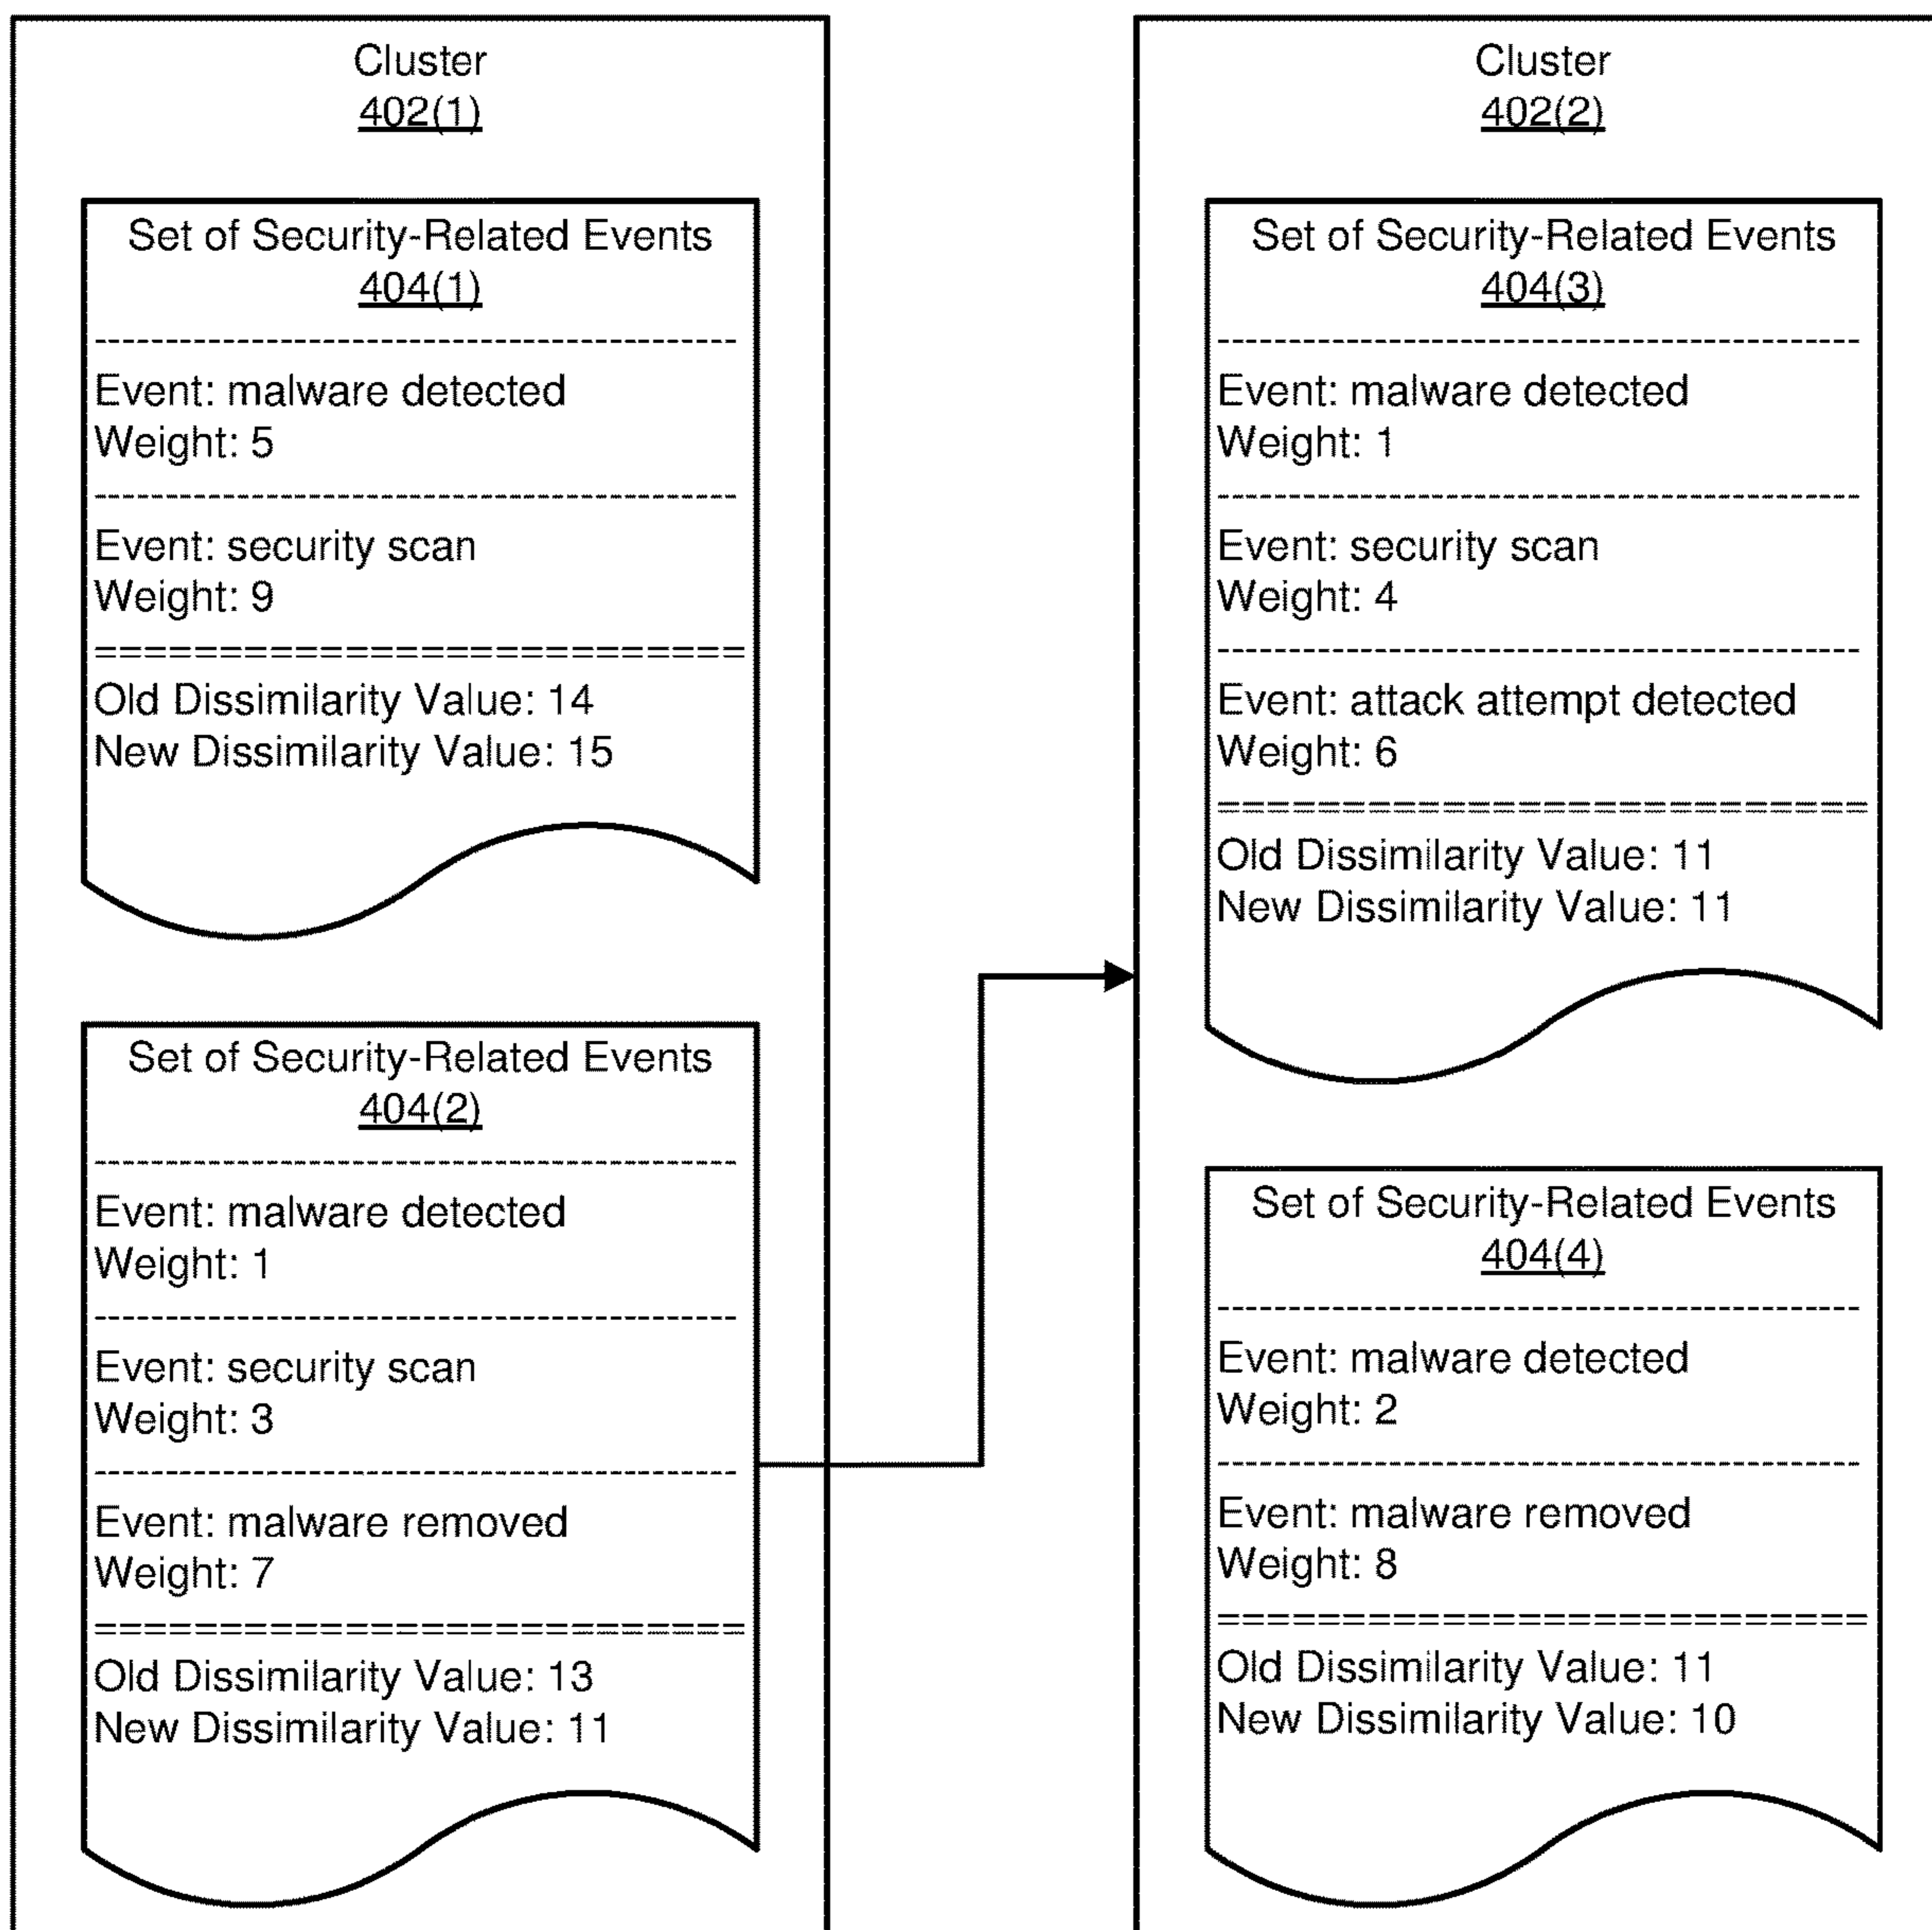 Cluster
402(1)
Set of Security-Related Events
404(1)
Event: malware detected
Weight: 5
Event: security scan
Weight: 9
Old Dissimilarity Value: 14
New Dissimilarity Value: 15
Set of Security-Related Events
404(2)
Event: malware detected
Weight: 1
Event: security scan
Weight: 3
Event: malware removed
Weight: 7
Old Dissimilarity Value: 13
New Dissimilarity Value: 11
Cluster
402(2)
Set of Security-Related Events
404(3)
Event: malware detected
Weight: 1
Event: security scan
Weight: 4
Event: attack attempt detected
Weight: 6
Old Dissimilarity Value: 11
New Dissimilarity Value: 11
Set of Security-Related Events
404(4)
Event: malware detected
Weight: 2
Event: malware removed
Weight: 8
Old Dissimilarity Value: 11
New Dissimilarity Value: 10